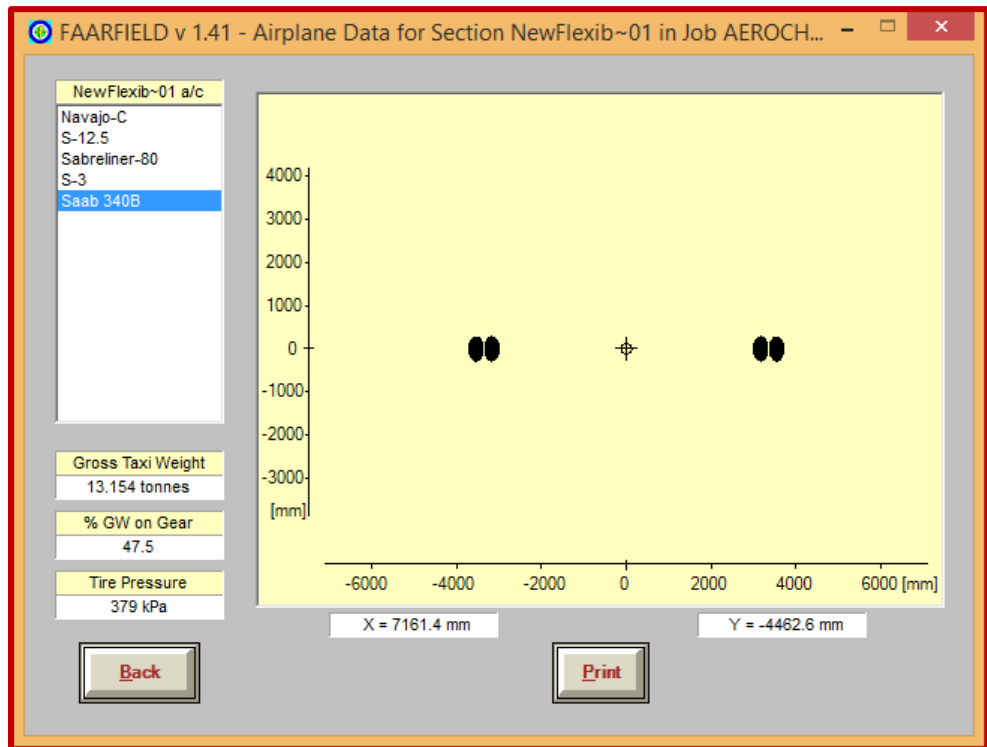 FAARFIELD v 1.41 - Airplane Data for Section NewFlexib~01 in Job AEROCH...
NewFlexib~01 a/c
Navajo-C
S-12.5
Sabreliner-80
S-3
Saab 340B
Gross Taxi Weight
13.154 tonnes
% GW on Gear
47.5
Tire Pressure
379 kPa
Back
4000
3000
2000
1000
0
-1000
-2000
-3000
[mm]
-6000 -4000 -2000 0 2000 4000 6000 [mm]
X = 7161.4 mm Y = -4462.6 mm
Print